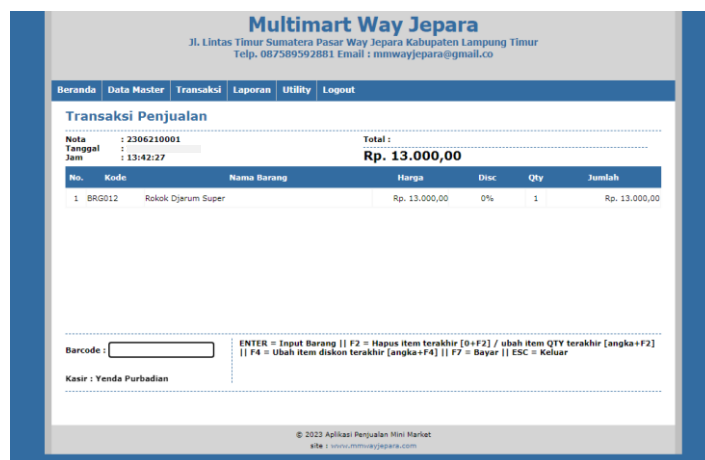 Multimart Way Jepara
Jl. Lintas Timur Sumatera Pasar Way Jepara Kabupaten Lampung Timur
Telp. 087589592881 Email : mmwayjepara@gmail.co
Beranda Data Master Transaksi Laporan Utility Logout
Transaksi Penjualan
Nota : 2306210001
Tanggal :
Jam : 13:42:27
Total :
Rp. 13.000,00
No. Kode Nama Barang Harga Disc Qty Jumlah
1 BRG012 Rokok Djarum Super Rp. 13.000,00 0% 1 Rp. 13.000,00
Barcode :
ENTER = Input Barang || F2 = Hapus item terakhir [0+F2] / ubah item QTY terakhir [angka+F2]
|| F4 = Ubah item diskon terakhir [angka+F4] || F7 = Bayar || ESC = Keluar
Kasir : Yenda Purbadian
© 2023 Aplikasi Penjualan Mini Market
site : www.mmwayjepara.com